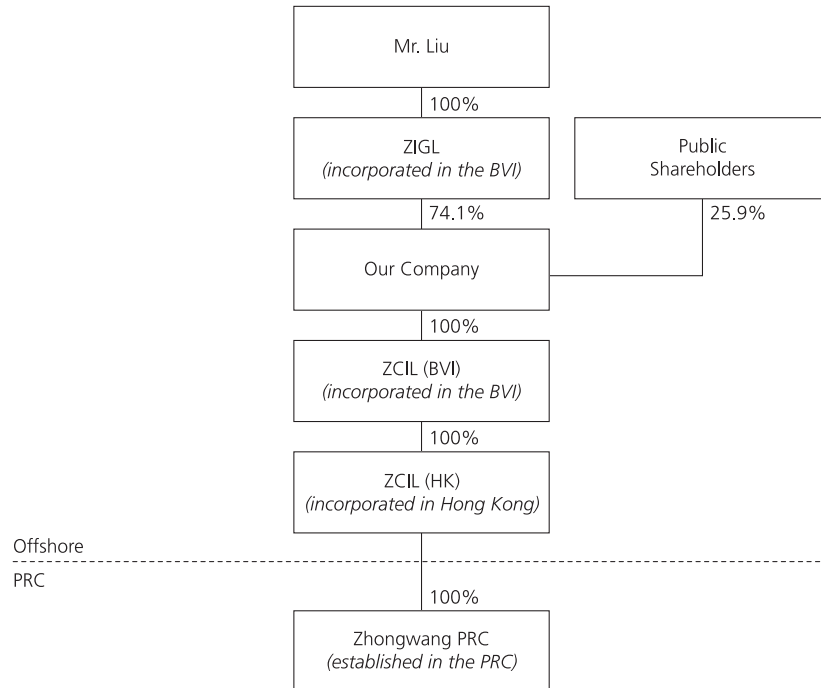 Mr. Liu
100%
ZIGL
(incorporated in the BVI)
Public
Shareholders
74.1%
25.9%
Our Company
100%
ZCIL (BVI)
(incorporated in the BVI)
100%
ZCIL (HK)
(incorporated in Hong Kong)
Offshore
PRC
100%
Zhongwang PRC
(established in the PRC)